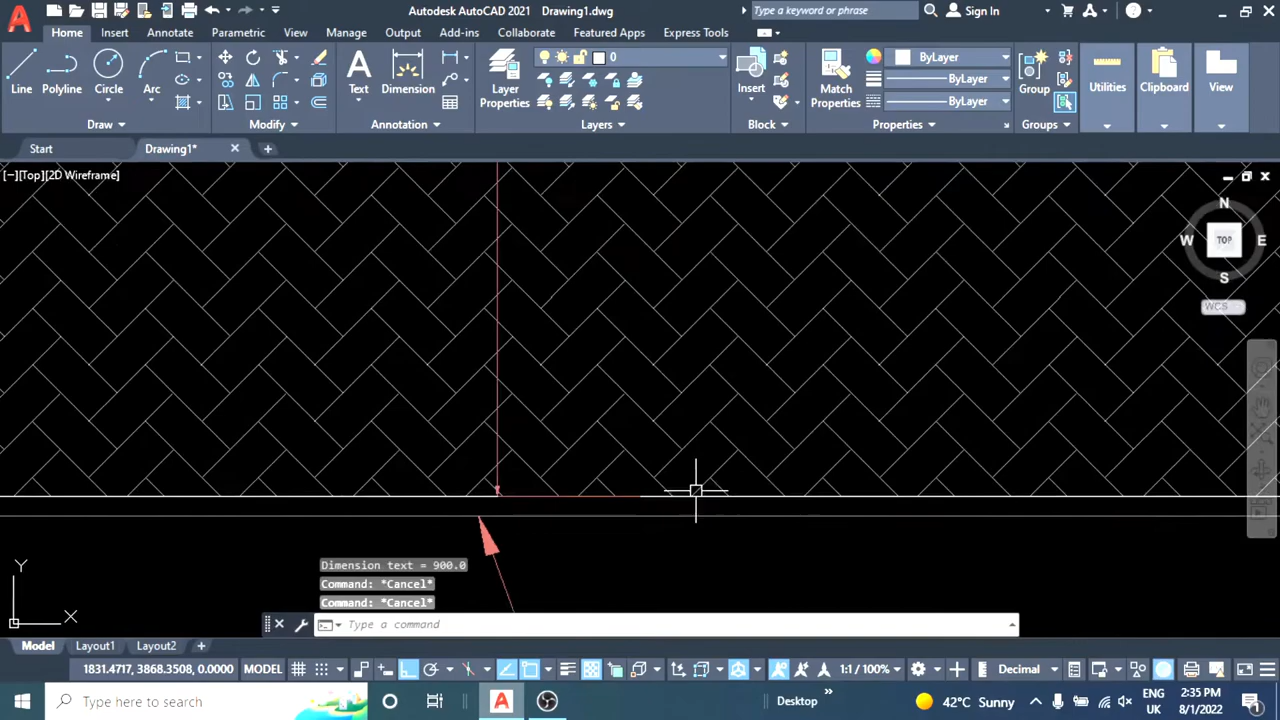 Autodesk AutoCAD 2021 Drawing1.dwg
Type a keyword or phrase
Sign In
Home Insert Annotate Parametric View Manage Output Add-ins Collaborate Featured Apps Express Tools
Line Polyline Circle Arc
Text Dimension
Layer Properties
0
Insert
Match Properties
ByLayer
ByLayer
ByLayer
Group
Utilities
Clipboard
View
Draw Modify Annotation Layers Block Properties Groups
Start Drawing1*
[−][Top][2D Wireframe]
N
W TOP E
S
WCS
Dimension text = 900.0
Command: *Cancel*
Command: *Cancel*
Type a command
Y
X
Model Layout1 Layout2
1831.4717, 3868.3508, 0.0000 MODEL 1:1 / 100% Decimal
Type here to search
Desktop
42°C Sunny
ENG
UK
2:35 PM
8/1/2022
1